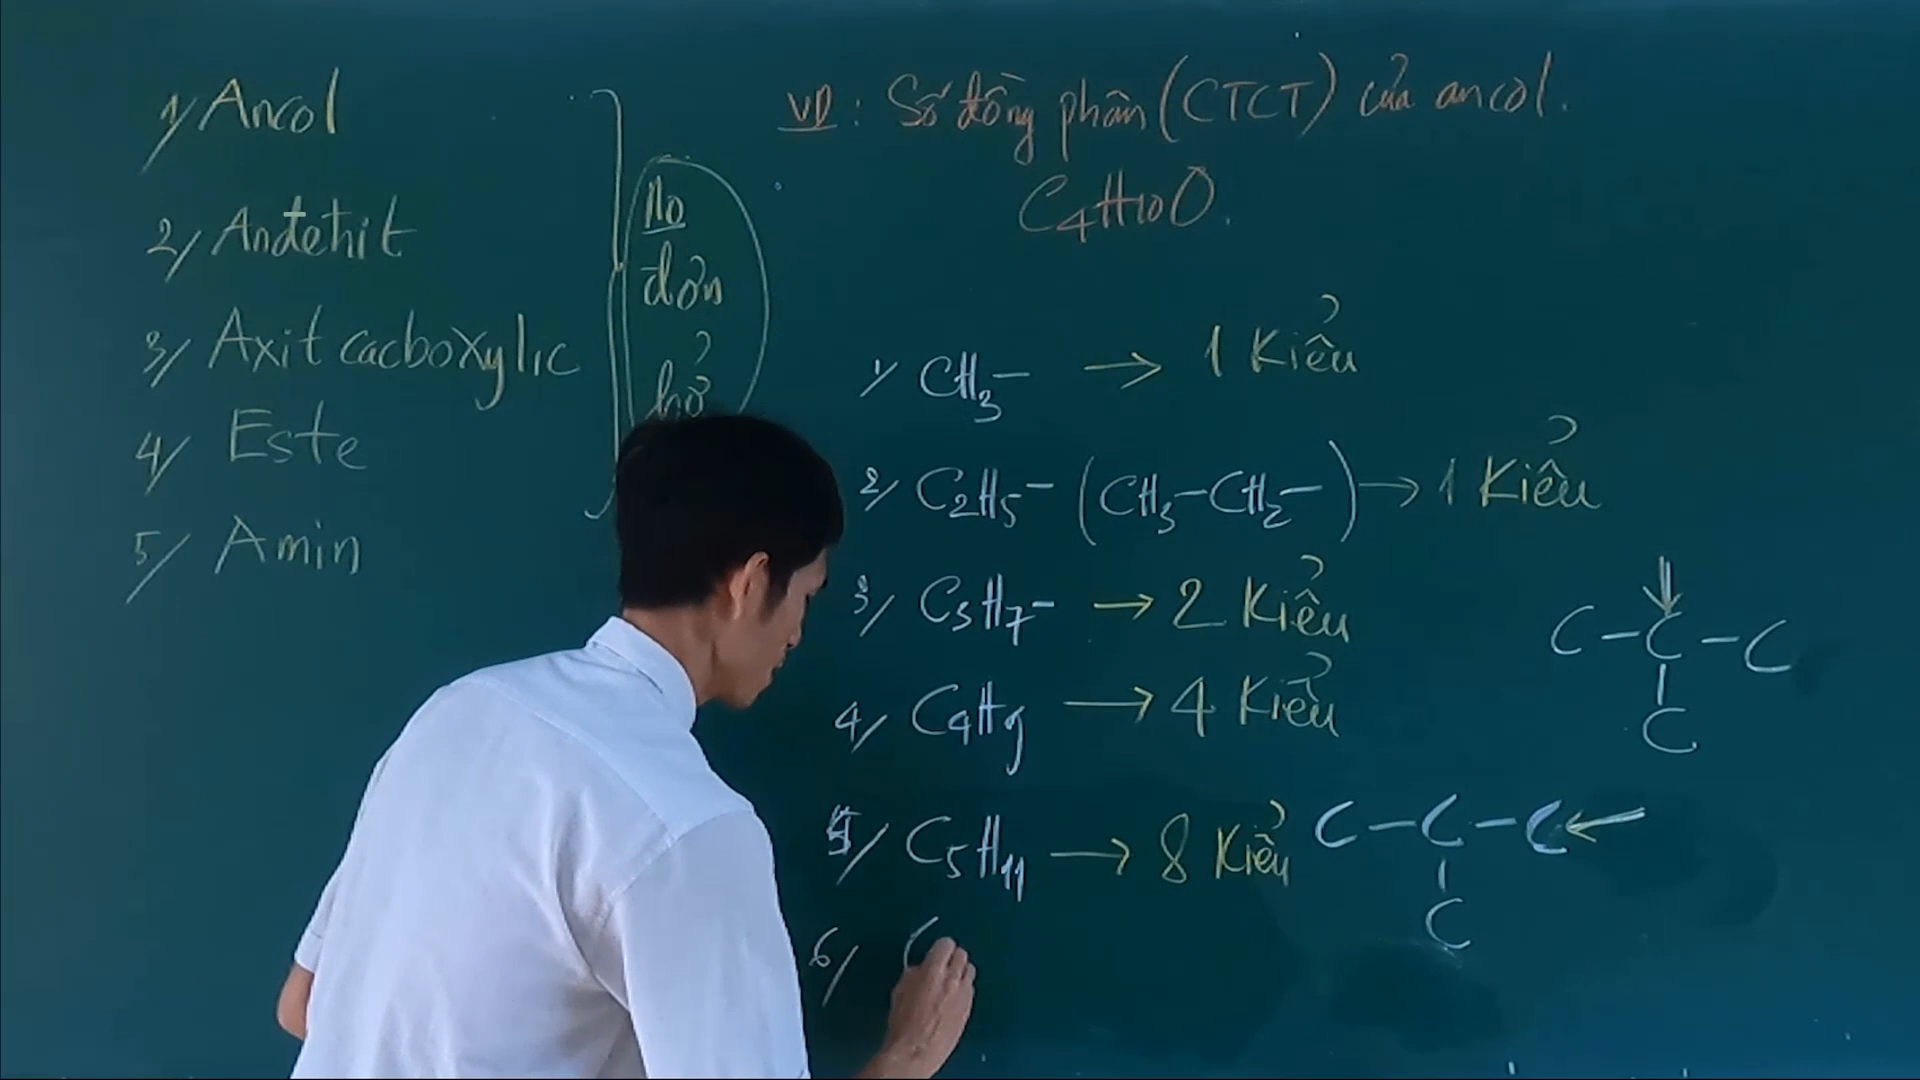 1/ Ancol
2/ Anđehit
3/ Axit cacboxylic
4/ Este
5/ Amin
no
đơn
hở
VD: Số đồng phân (CTCT) của ancol.
C4H10O.
1/ CH3- → 1 Kiểu
2/ C2H5- (CH3-CH2-) → 1 Kiểu
3/ C3H7- → 2 Kiểu
4/ C4H9 → 4 Kiểu
C-C-C
C
5/ C5H11 → 8 Kiểu
C-C-C
C
6/ C